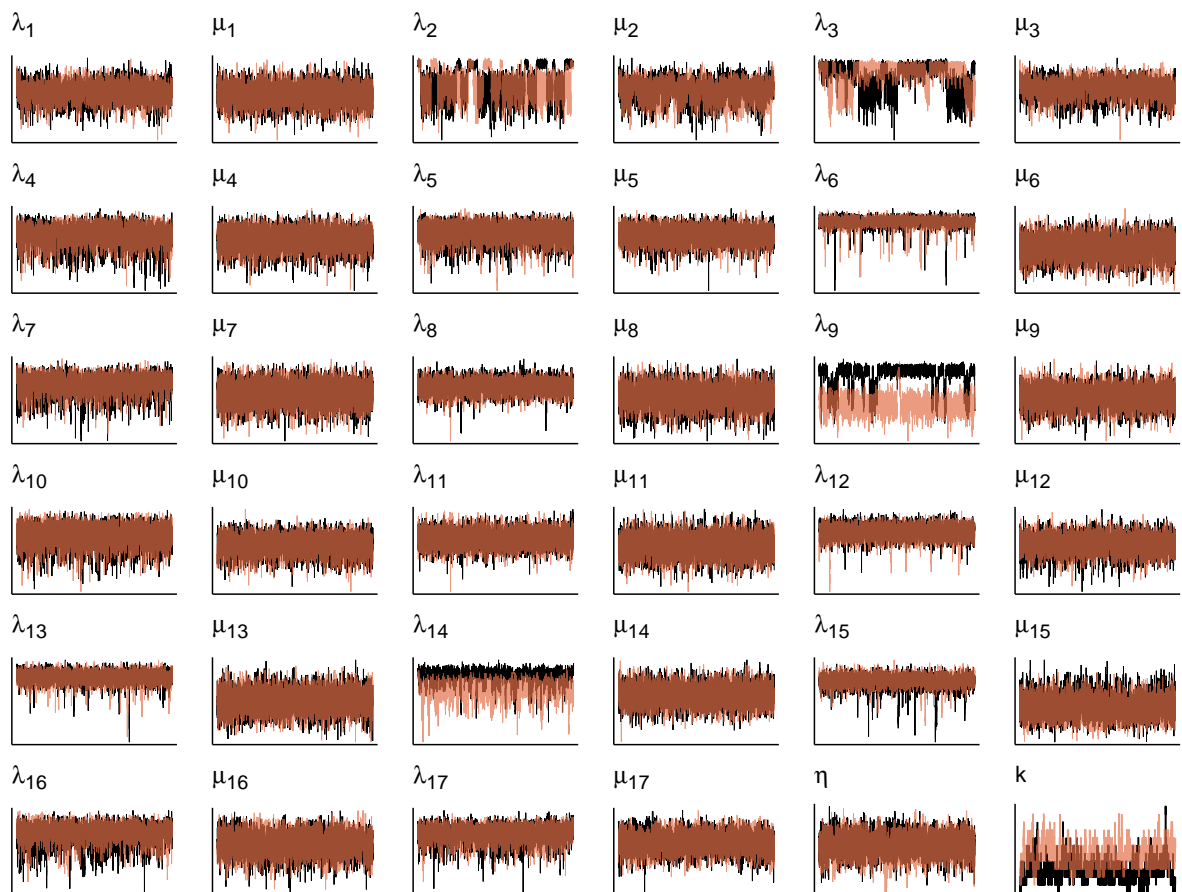 λ1 μ1 λ2 μ2 λ3 μ3
λ4 μ4 λ5 μ5 λ6 μ6
λ7 μ7 λ8 μ8 λ9 μ9
λ10 μ10 λ11 μ11 λ12 μ12
λ13 μ13 λ14 μ14 λ15 μ15
λ16 μ16 λ17 μ17 η k